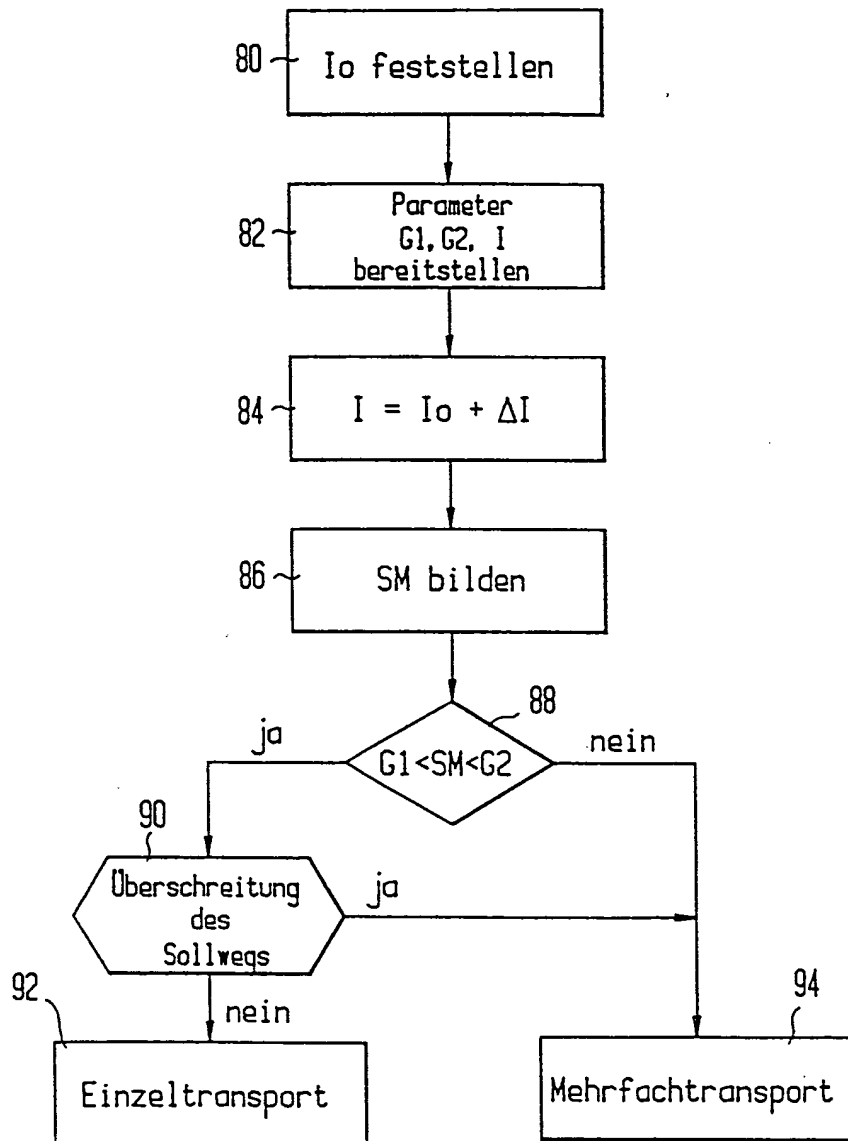 80
Io feststellen
82
Parameter
G1, G2, I
bereitstellen
84
I = Io + ΔI
86
SM bilden
88
ja
nein
G1<SM<G2
90
Überschreitung
des
Sollwegs
ja
92
nein
94
Einzeltransport
Mehrfachtransport